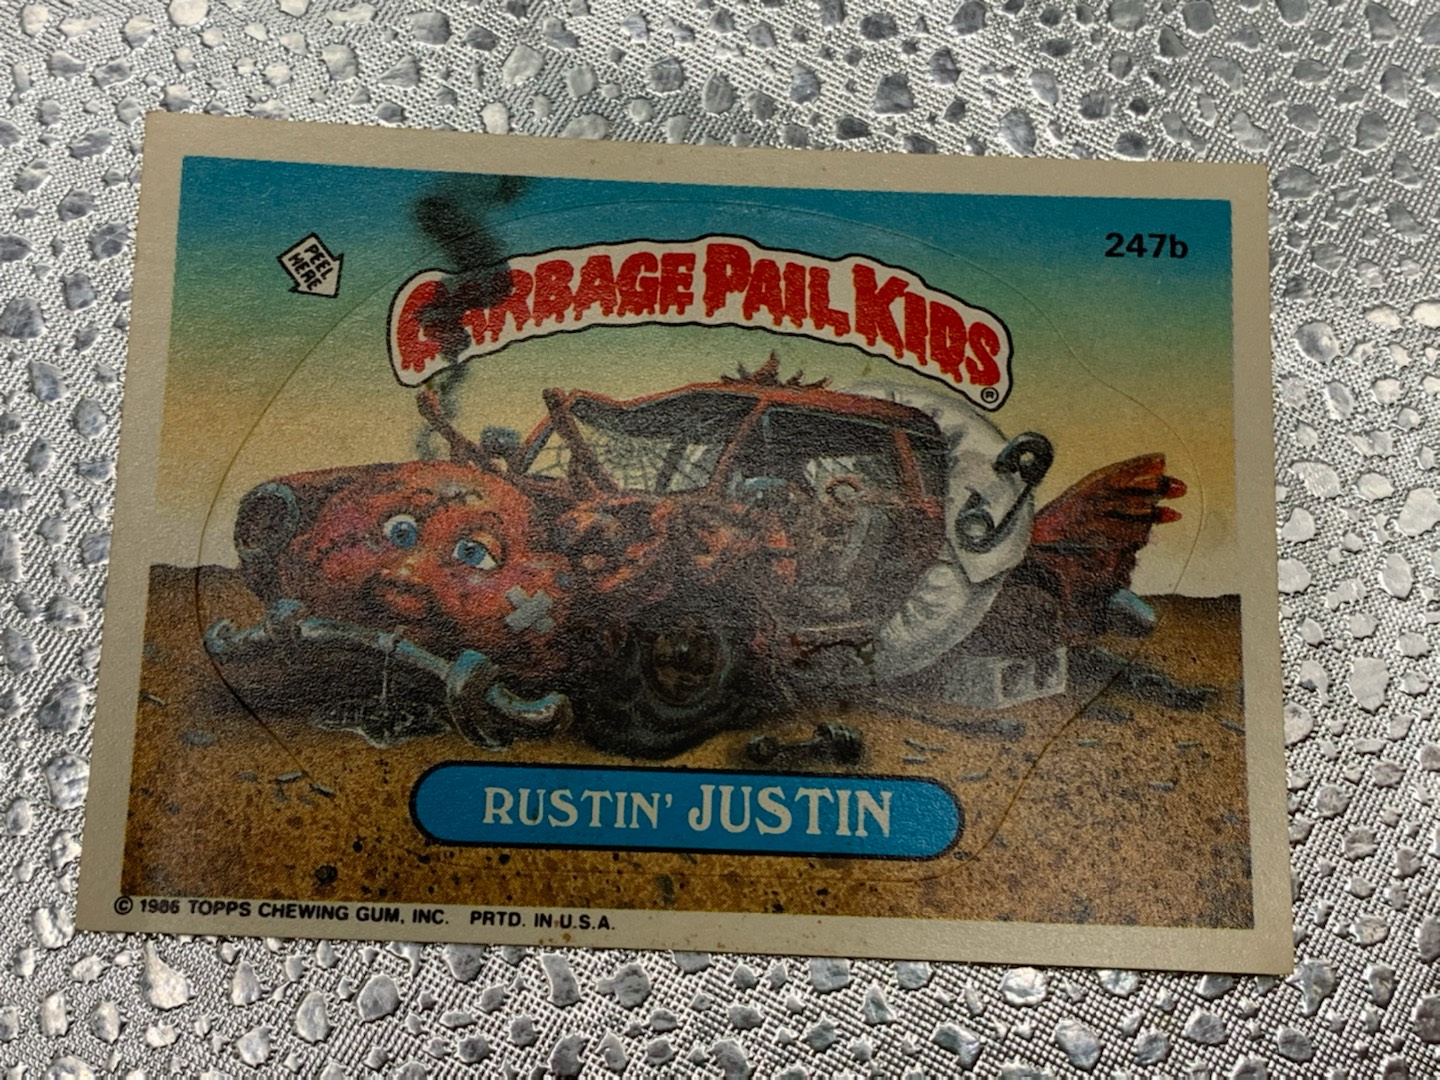 PEEL
HERE
GARBAGE PAIL KIDS
®
247b
RUSTIN' JUSTIN
© 1986 TOPPS CHEWING GUM, INC. PRTD. IN U.S.A.